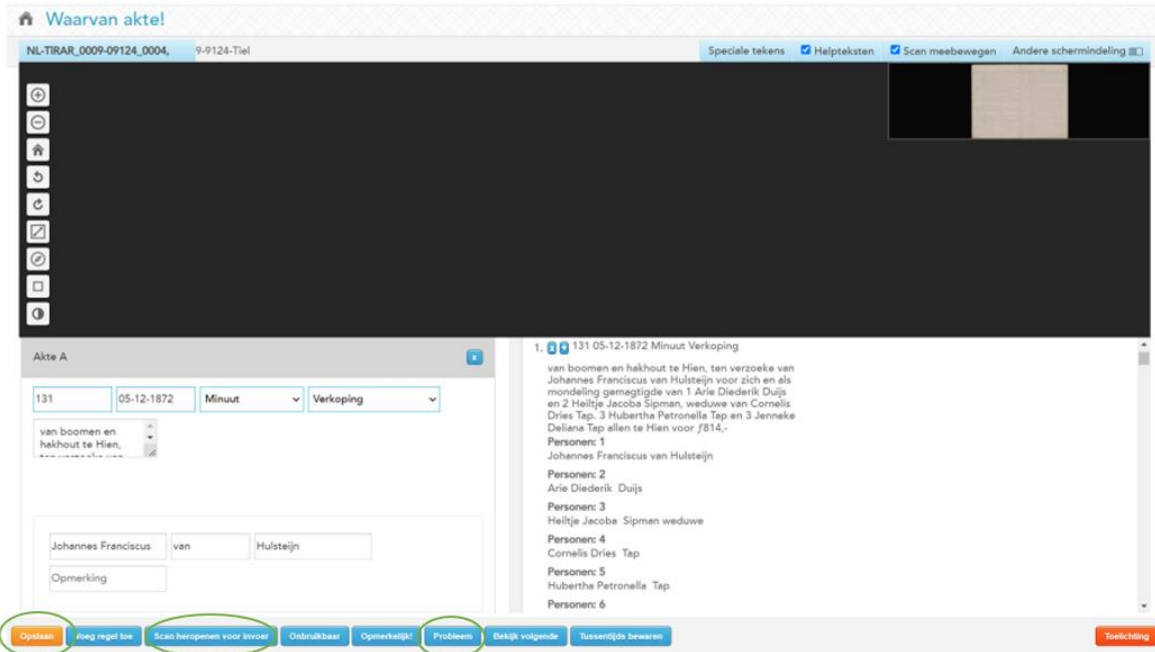 Waarvan akte!
NL-TIRAR_0009-09124_0004, 9-9124-Tiel Speciale tekens Helpteksten Scan meebewegen Andere schermindeling
Akte A x
131 05-12-1872 Minuut Verkoping
van boomen en
hakhout te Hien,
ten verzoeke van
Johannes Franciscus van Hulsteijn
Opmerking
1. x + 131 05-12-1872 Minuut Verkoping
van boomen en hakhout te Hien, ten verzoeke van
Johannes Franciscus van Hulsteijn voor zich en als
mondeling gemagtigde van 1 Arie Diederik Duijs
en 2 Heiltje Jacoba Sipman, weduwe van Cornelis
Dries Tap. 3 Hubertha Petronella Tap en 3 Jenneke
Deliana Tap allen te Hien voor ƒ814,-
Personen: 1
Johannes Franciscus van Hulsteijn
Personen: 2
Arie Diederik Duijs
Personen: 3
Heiltje Jacoba Sipman weduwe
Personen: 4
Cornelis Dries Tap
Personen: 5
Hubertha Petronella Tap
Personen: 6
Opslaan Voeg regel toe Scan heropenen voor invoer Onbruikbaar Opmerkelijk! Probleem Bekijk volgende Tussentijds bewaren Toelichting